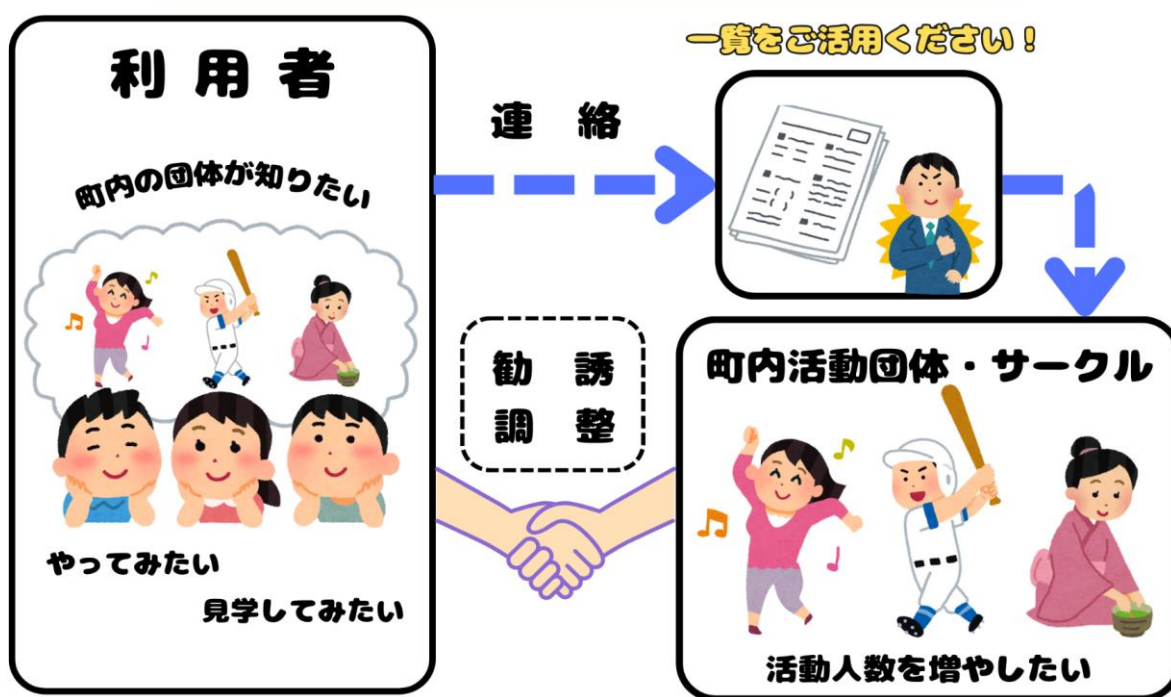 利用者
町内の団体が知りたい
やってみたい
見学してみたい
連絡
一覧をご活用ください！
勧誘
調整
町内活動団体・サークル
活動人数を増やしたい